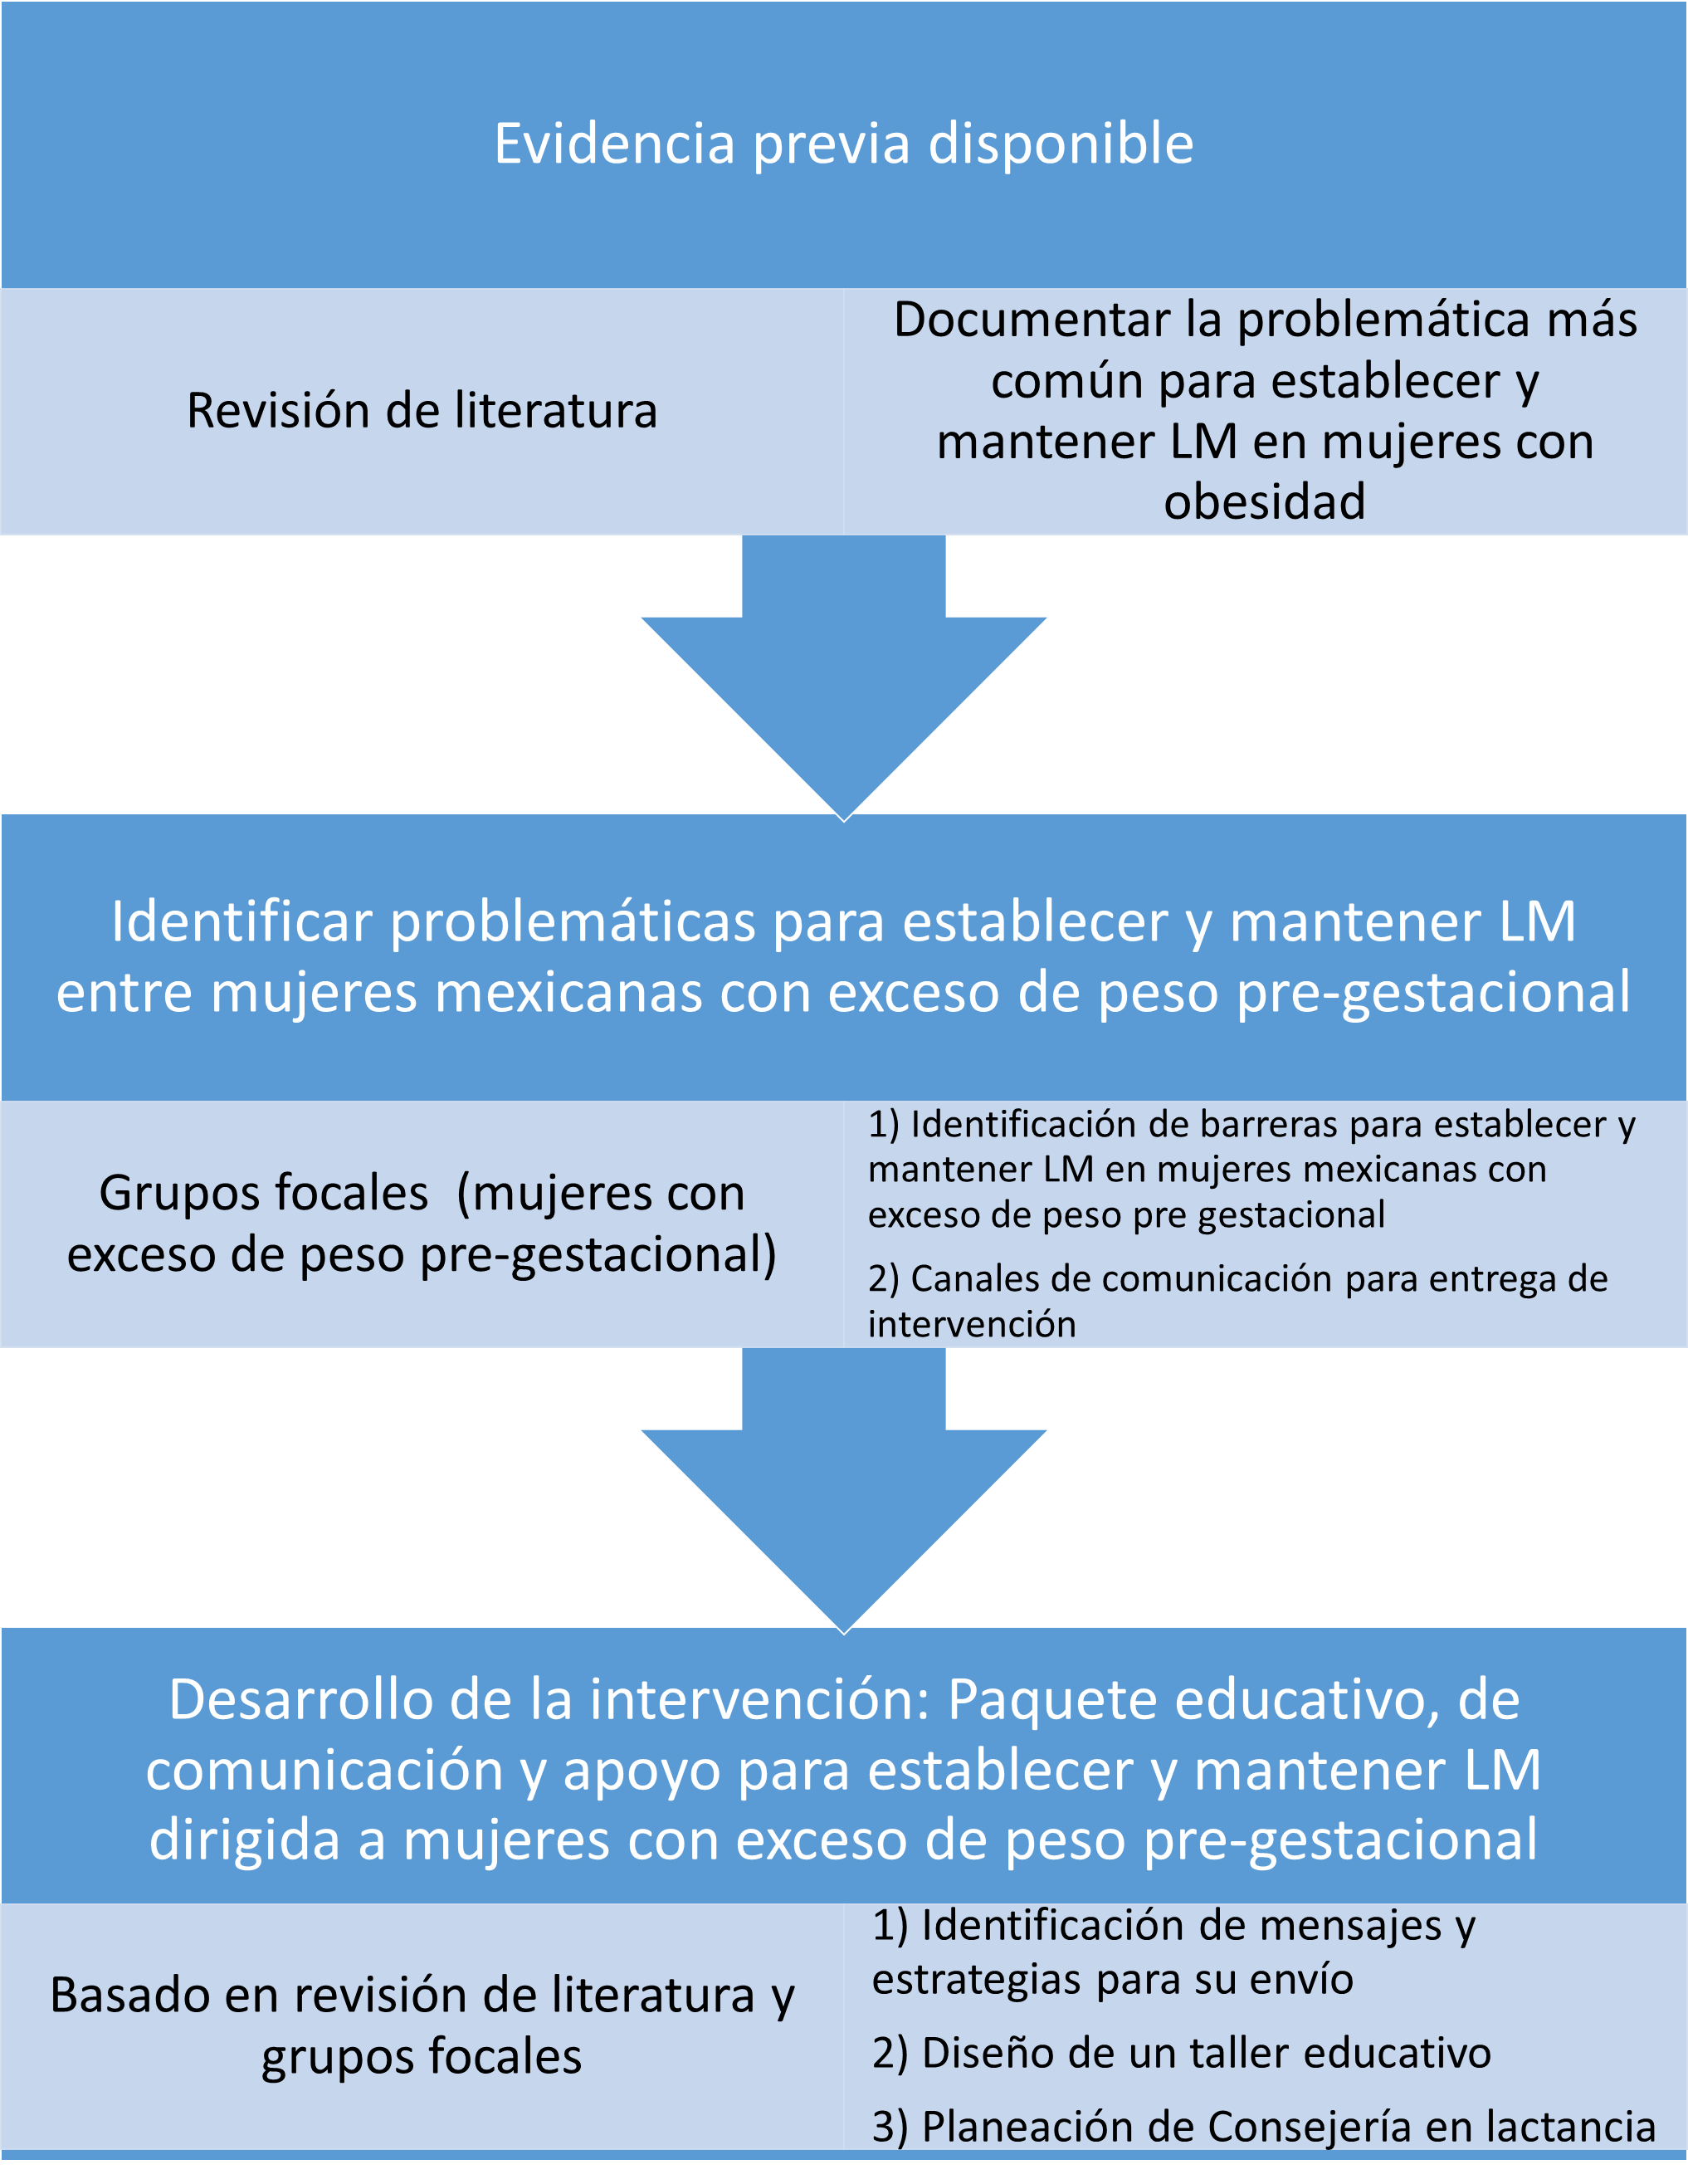 Evidencia previa disponible
Revisión de literatura
Documentar la problemática más
común para establecer y
mantener LM en mujeres con
obesidad
Identificar problemáticas para establecer y mantener LM
entre mujeres mexicanas con exceso de peso pre-gestacional
Grupos focales  (mujeres con
exceso de peso pre-gestacional)
1) Identificación de barreras para establecer y
mantener LM en mujeres mexicanas con
exceso de peso pre gestacional
2) Canales de comunicación para entrega de
intervención
Desarrollo de la intervención: Paquete educativo, de
comunicación y apoyo para establecer y mantener LM
dirigida a mujeres con exceso de peso pre-gestacional
Basado en revisión de literatura y
grupos focales
1) Identificación de mensajes y
estrategias para su envío
2) Diseño de un taller educativo
3) Planeación de Consejería en lactancia